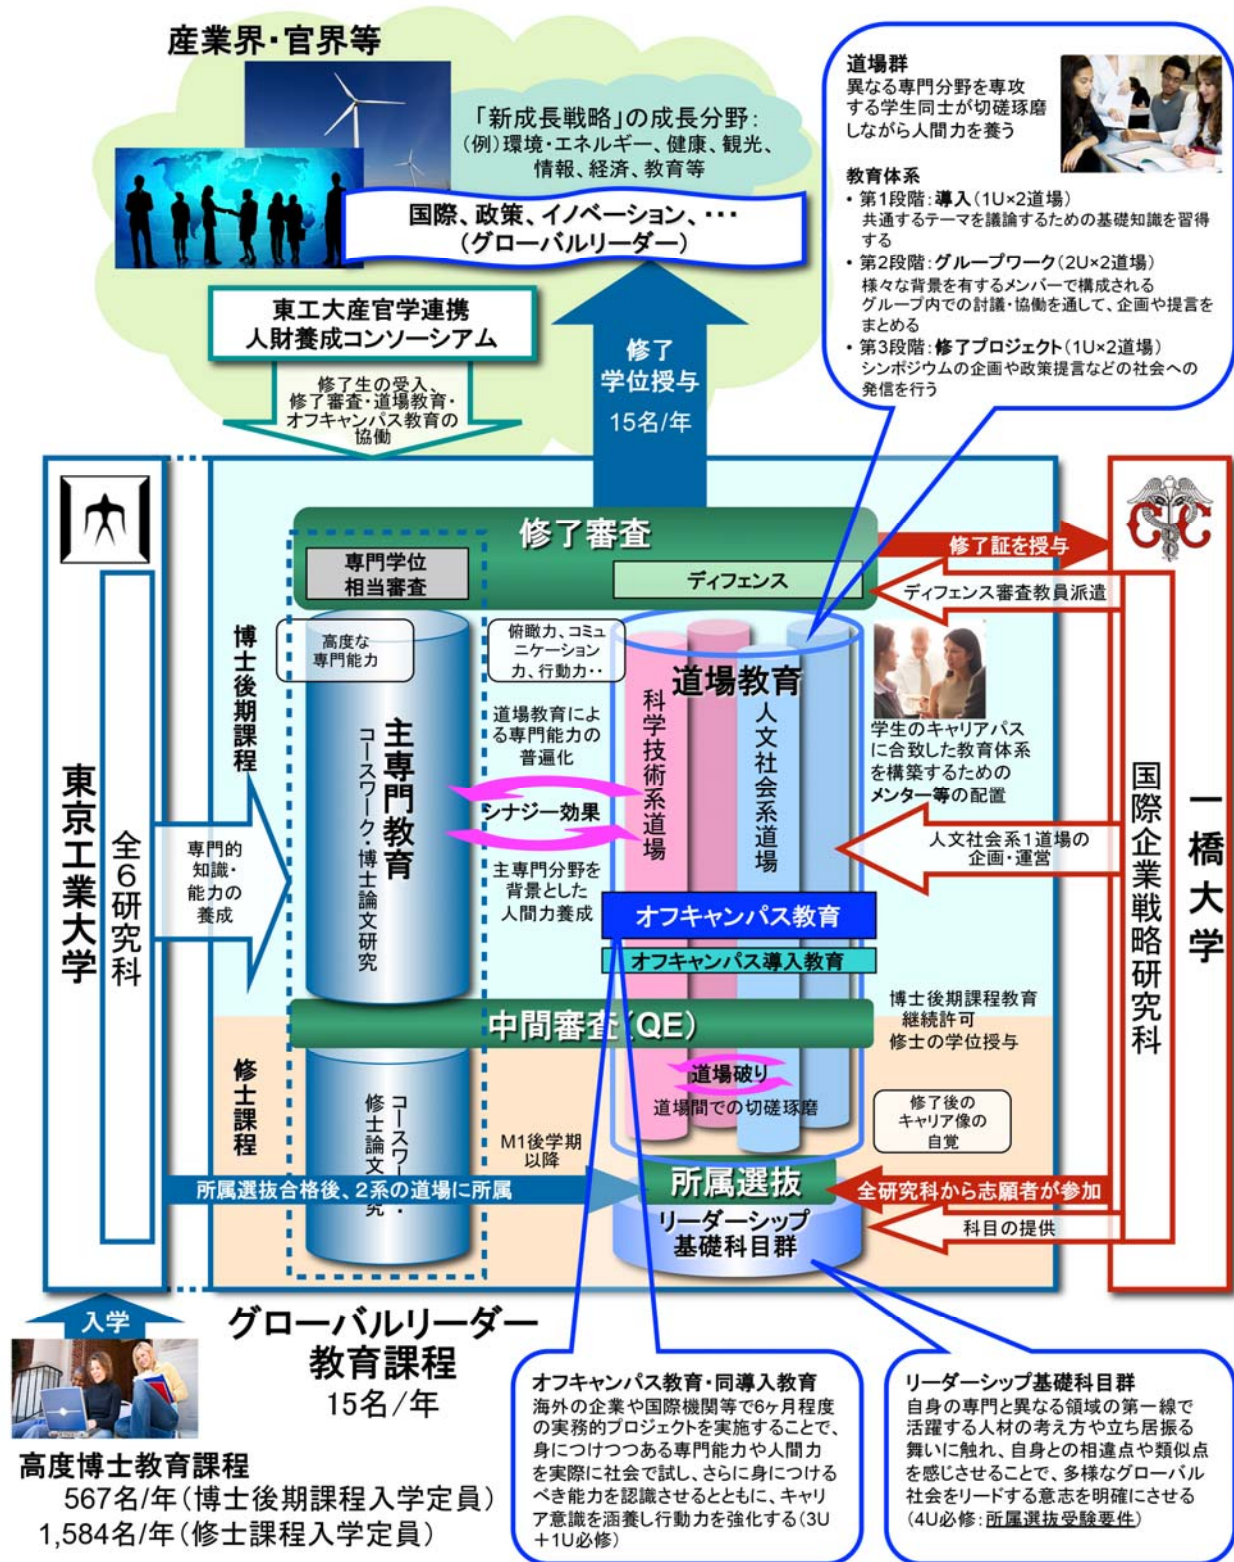 産業界・官界等
「新成長戦略」の成長分野：
(例)環境・エネルギー、健康、観光、
情報、経済、教育等
国際、政策、イノベーション、・・・
(グローバルリーダー)
東工大産官学連携
人財養成コンソーシアム
修了生の受入、
修了審査・道場教育・
オフキャンパス教育の
協働
修了
学位授与
15名/年
道場群
異なる専門分野を専攻
する学生同士が切磋琢磨
しながら人間力を養う
教育体系
・第1段階：導入(1U×2道場)
共通するテーマを議論するための基礎知識を習得
する
・第2段階：グループワーク(2U×2道場)
様々な背景を有するメンバーで構成される
グループ内での討議・協働を通して、企画や提言を
まとめる
・第3段階：修了プロジェクト(1U×2道場)
シンポジウムの企画や政策提言などの社会への
発信を行う
東京工業大学
全6研究科
博士後期課程
専門的
知識・
能力の
養成
修士課程
修了審査
専門学位
相当審査
ディフェンス
高度な
専門能力
主専門教育
コースワーク・博士論文研究
俯瞰力、コミュ
ニケーション
力、行動力・・
道場教育によ
る専門能力の
普遍化
シナジー効果
主専門分野を
背景とした
人間力養成
道場教育
科学技術系道場
人文社会系道場
オフキャンパス教育
オフキャンパス導入教育
修了証を授与
CC
ディフェンス審査教員派遣
学生のキャリアパス
に合致した教育体系
を構築するための
メンター等の配置
人文社会系1道場の
企画・運営
一橋大学
国際企業戦略研究科
中間審査(QE)
博士後期課程教育
継続許可
修士の学位授与
道場破り
道場間での切磋琢磨
修了後の
キャリア像の
自覚
コースワーク・
修士論文研究
M1後学期
以降
所属選抜合格後、2系の道場に所属
所属選抜
全研究科から志願者が参加
リーダーシップ
基礎科目群
科目の提供
入学
グローバルリーダー
教育課程
15名/年
高度博士教育課程
567名/年(博士後期課程入学定員)
1,584名/年(修士課程入学定員)
オフキャンパス教育・同導入教育
海外の企業や国際機関等で6ヶ月程度
の実務的プロジェクトを実施することで、
身につけつつある専門能力や人間力
を実際に社会で試し、さらに身につける
べき能力を認識させるとともに、キャリ
ア意識を涵養し行動力を強化する(3U
+1U必修)
リーダーシップ基礎科目群
自身の専門と異なる領域の第一線で
活躍する人材の考え方や立ち居振る
舞いに触れ、自身との相違点や類似点
を感じさせることで、多様なグローバル
社会をリードする意志を明確にさせる
(4U必修：所属選抜受験要件)